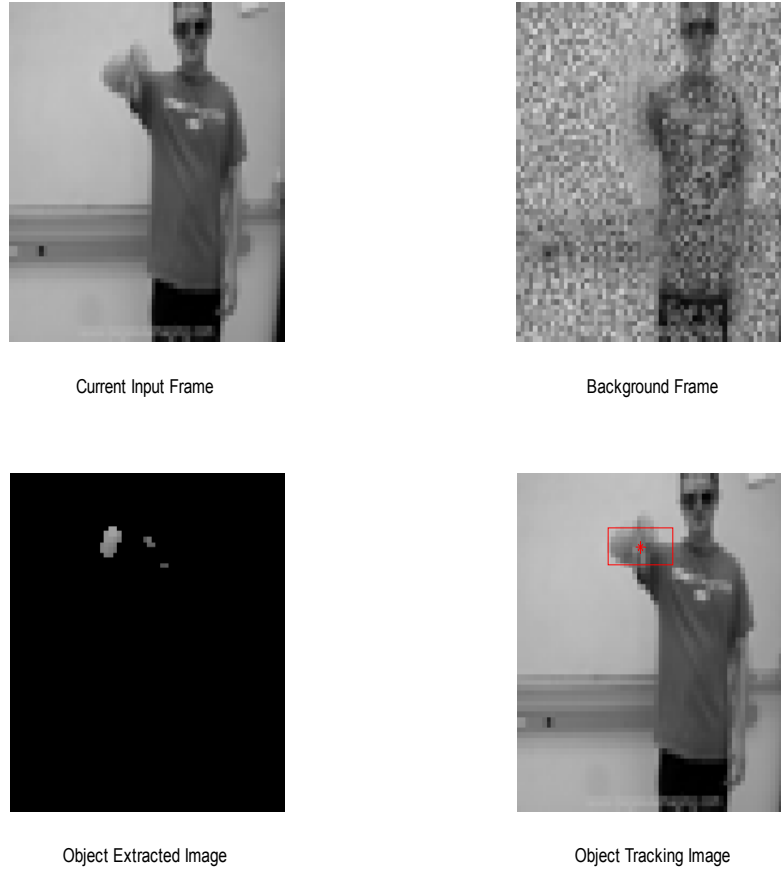 Current Input Frame
Background Frame
Object Extracted Image
Object Tracking Image